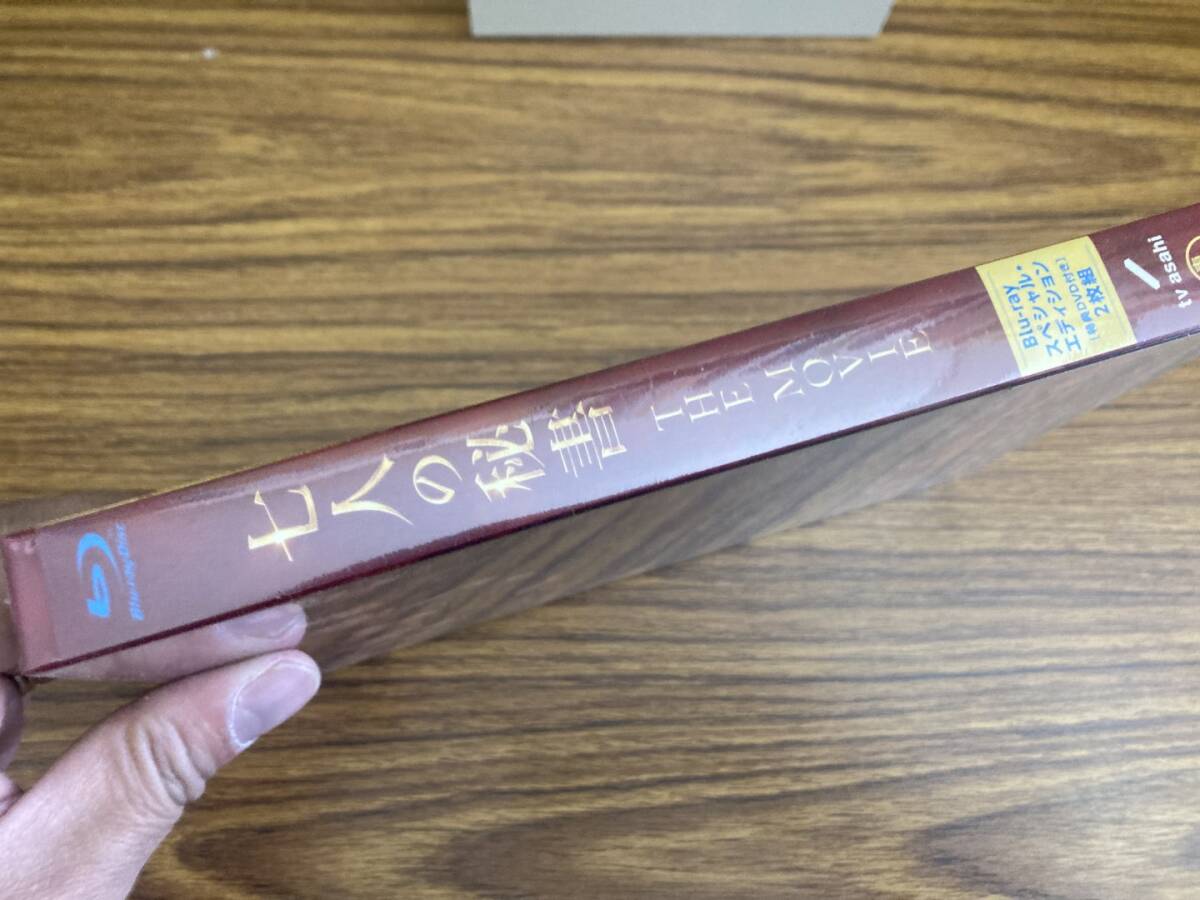 Blu-ray Disc
七人の秘書
THE MOVIE
Blu-ray
スペシャル・
エディション
[特典DVD付き]
2枚組
tv asahi